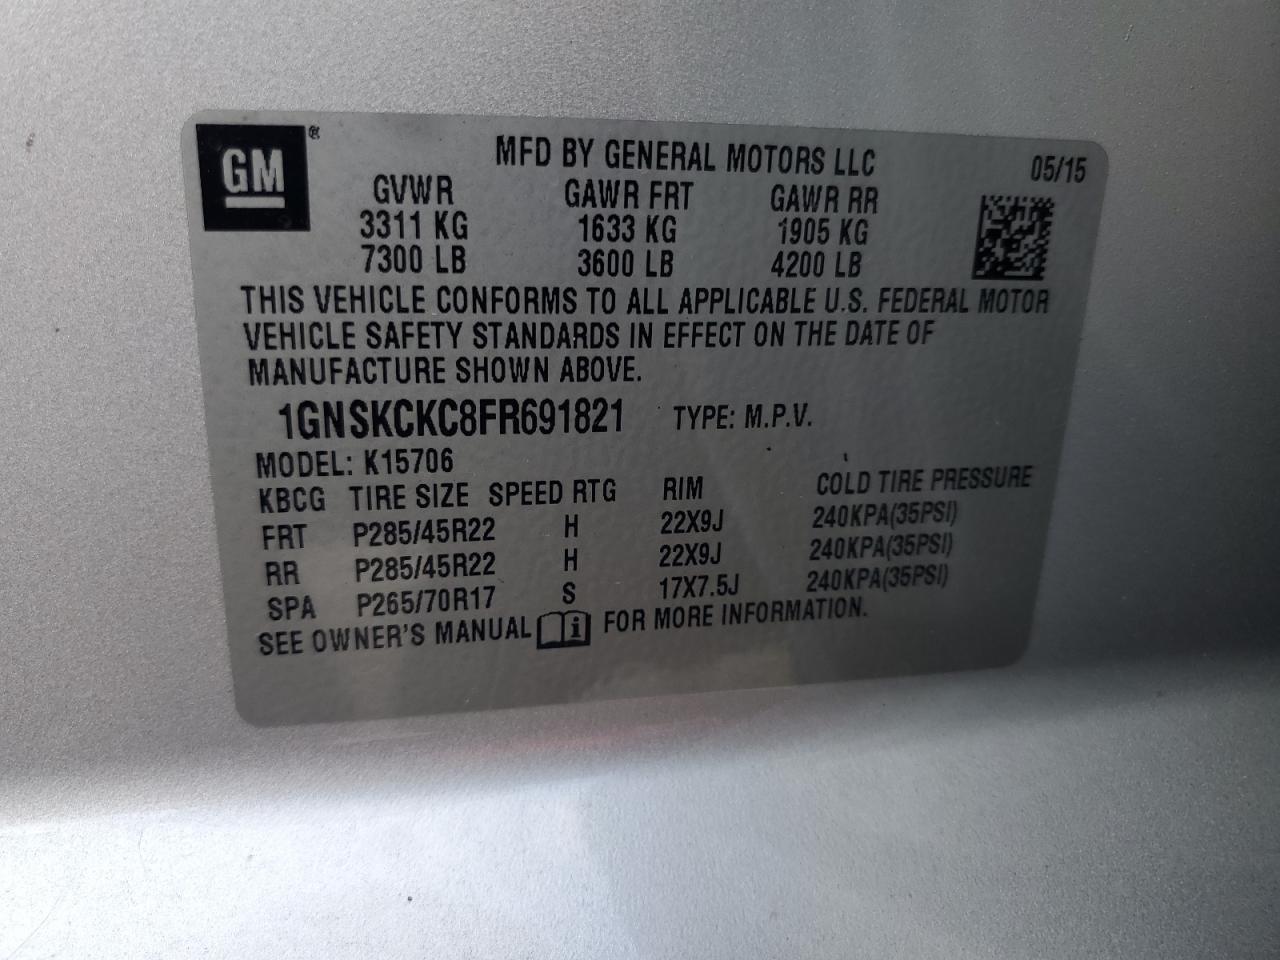 GM ®
MFD BY GENERAL MOTORS LLC 05/15
GVWR GAWR FRT GAWR RR
3311 KG 1633 KG 1905 KG
7300 LB 3600 LB 4200 LB
THIS VEHICLE CONFORMS TO ALL APPLICABLE U.S. FEDERAL MOTOR
VEHICLE SAFETY STANDARDS IN EFFECT ON THE DATE OF
MANUFACTURE SHOWN ABOVE.
1GNSKCKC8FR691821 TYPE: M.P.V.
MODEL: K15706
KBCG TIRE SIZE SPEED RTG RIM COLD TIRE PRESSURE
FRT P285/45R22 H 22X9J 240KPA(35PSI)
RR P285/45R22 H 22X9J 240KPA(35PSI)
SPA P265/70R17 S 17X7.5J 240KPA(35PSI)
SEE OWNER'S MANUAL i FOR MORE INFORMATION.